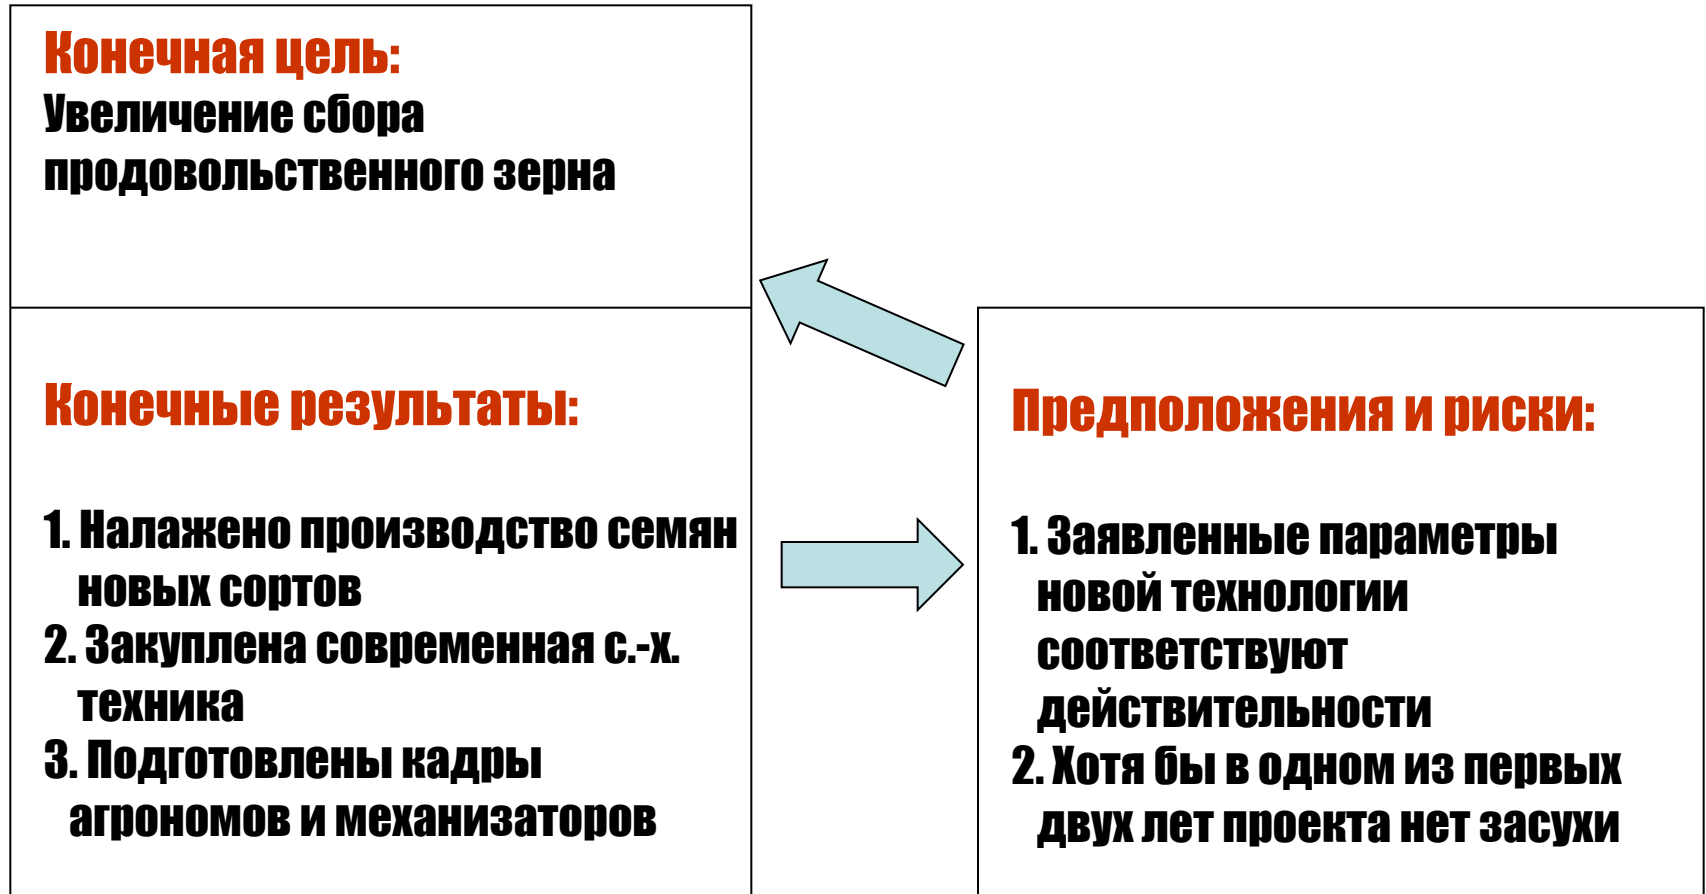 Конечная цель:
Увеличение сбора
продовольственного зерна
Конечные результаты:
1. Налажено производство семян
новых сортов
2. Закуплена современная с.-х.
техника
3. Подготовлены кадры
агрономов и механизаторов
Предположения и риски:
1. Заявленные параметры
новой технологии
соответствуют
действительности
2. Хотя бы в одном из первых
двух лет проекта нет засухи